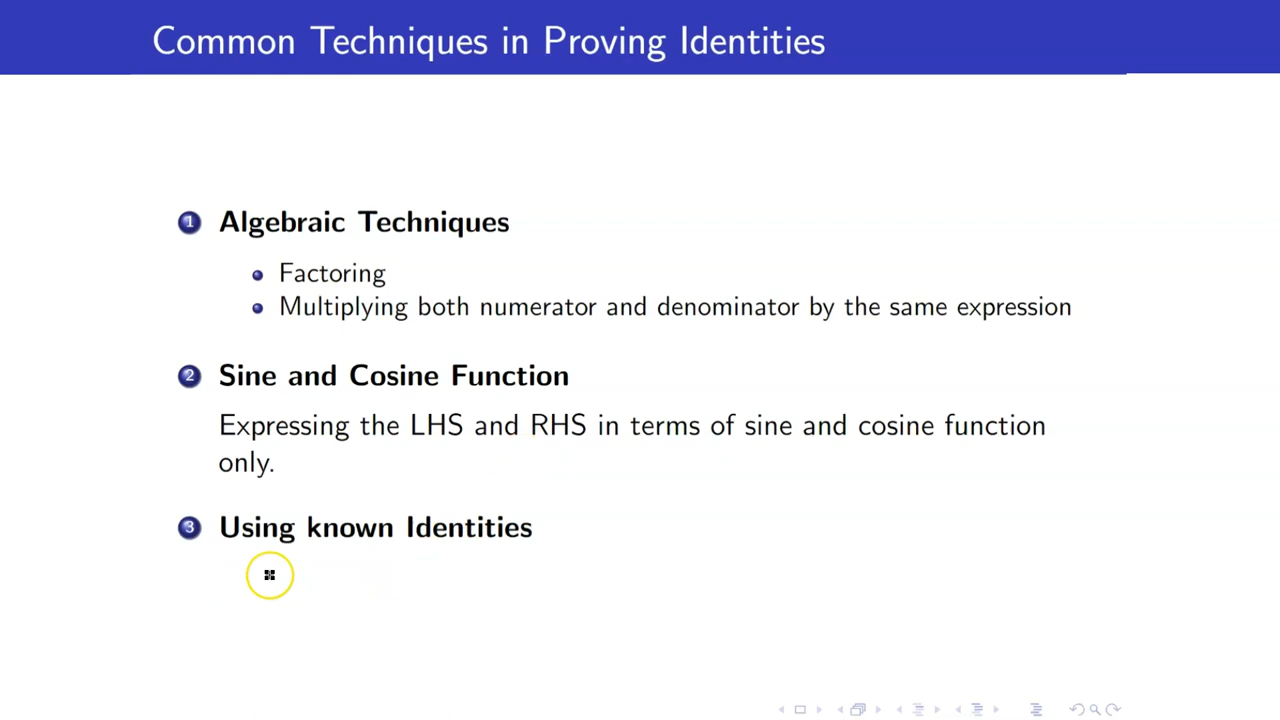 Common Techniques in Proving Identities
1 Algebraic Techniques
Factoring
Multiplying both numerator and denominator by the same expression
2 Sine and Cosine Function
Expressing the LHS and RHS in terms of sine and cosine function
only.
3 Using known Identities